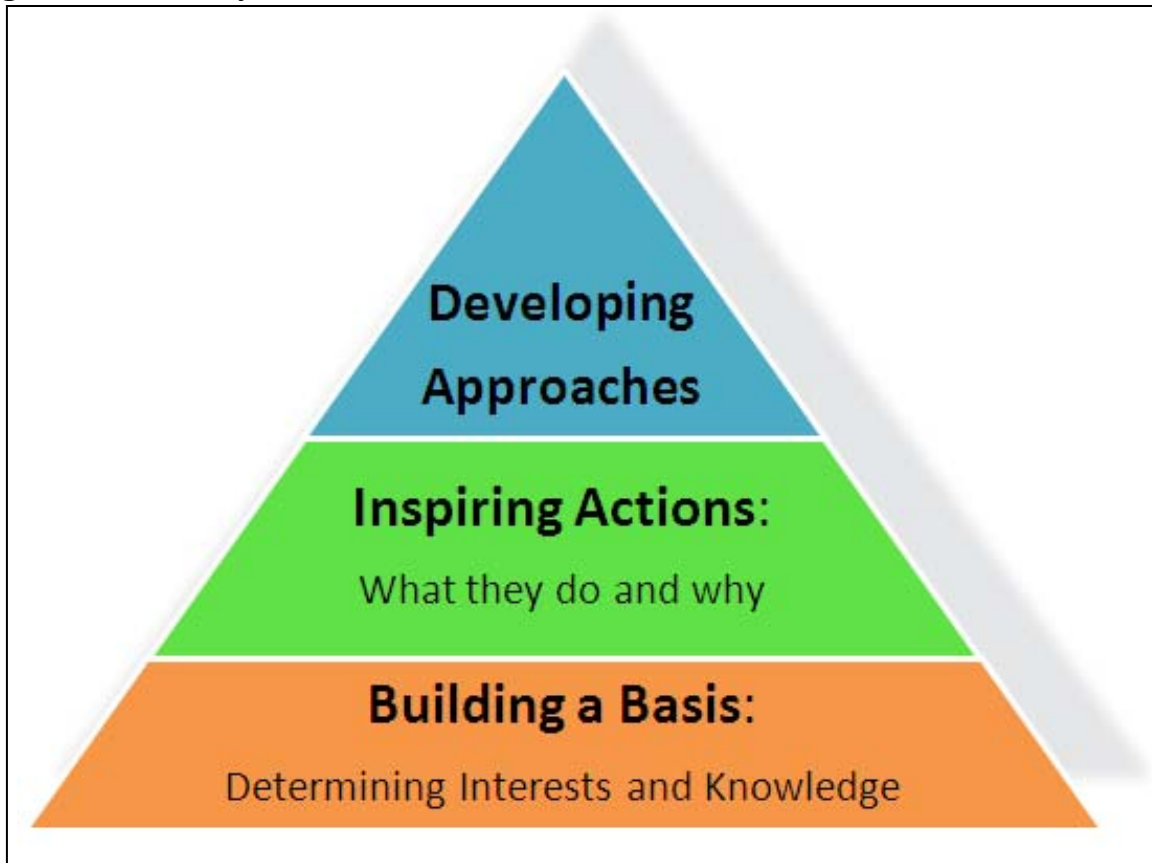 Developing
Approaches
Inspiring Actions:
What they do and why
Building a Basis:
Determining Interests and Knowledge